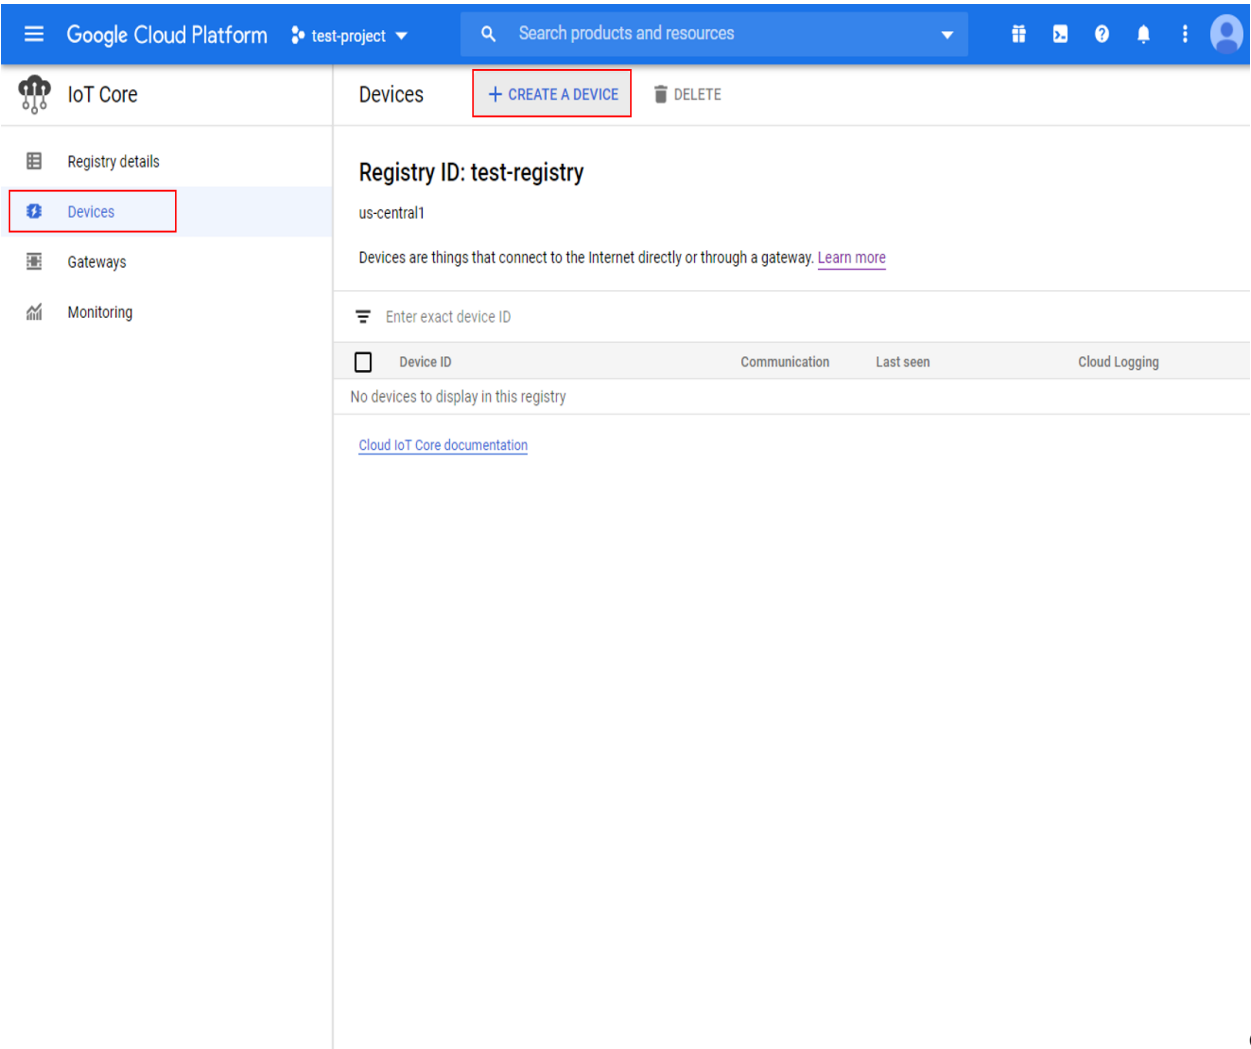 Google Cloud Platform test-project Search products and resources
IoT Core
Devices + CREATE A DEVICE DELETE
Registry details
Devices
Gateways
Monitoring
Registry ID: test-registry
us-central1
Devices are things that connect to the Internet directly or through a gateway. Learn more
Enter exact device ID
Device ID Communication Last seen Cloud Logging
No devices to display in this registry
Cloud IoT Core documentation